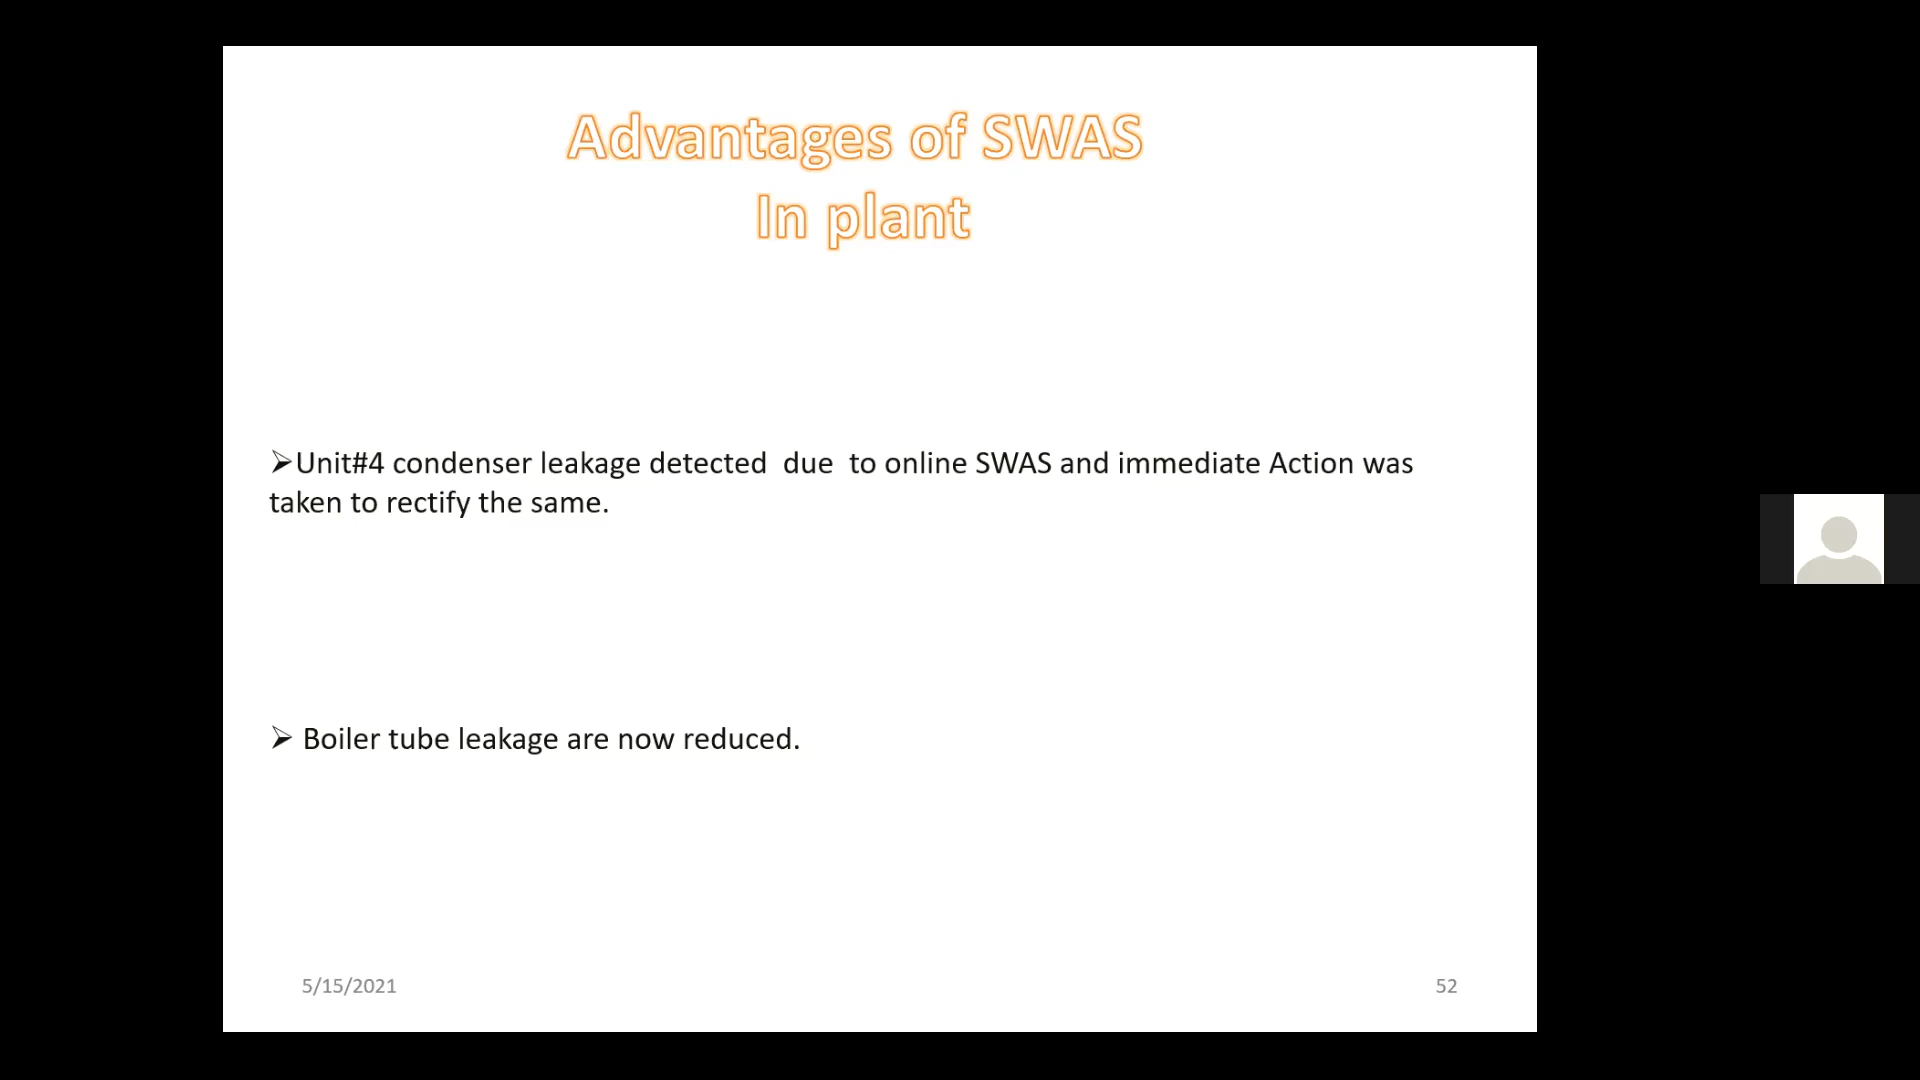 Advantages of SWAS
In plant
➢Unit#4 condenser leakage detected  due  to online SWAS and immediate Action was
taken to rectify the same.
➢ Boiler tube leakage are now reduced.
5/15/2021
52